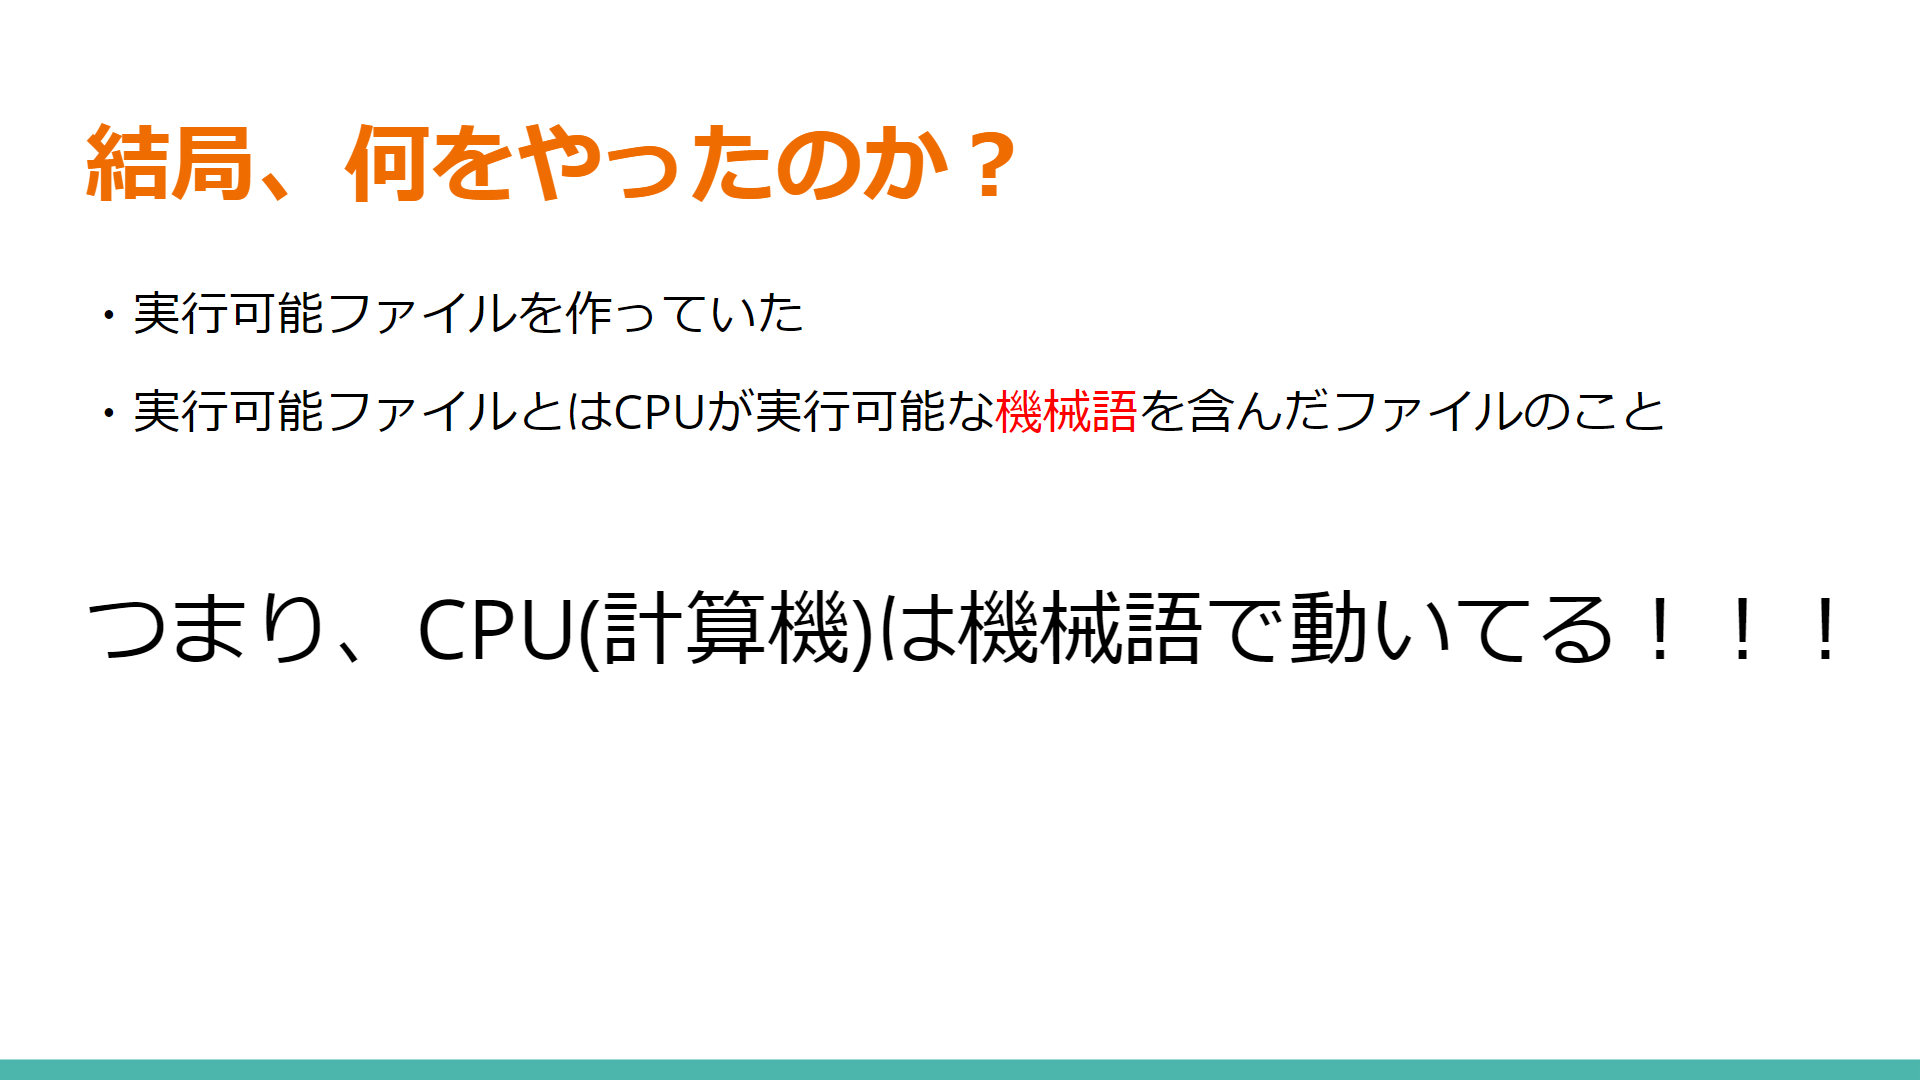 結局、何をやったのか？
・実行可能ファイルを作っていた
・実行可能ファイルとはCPUが実行可能な機械語を含んだファイルのこと
つまり、CPU(計算機)は機械語で動いてる！！！